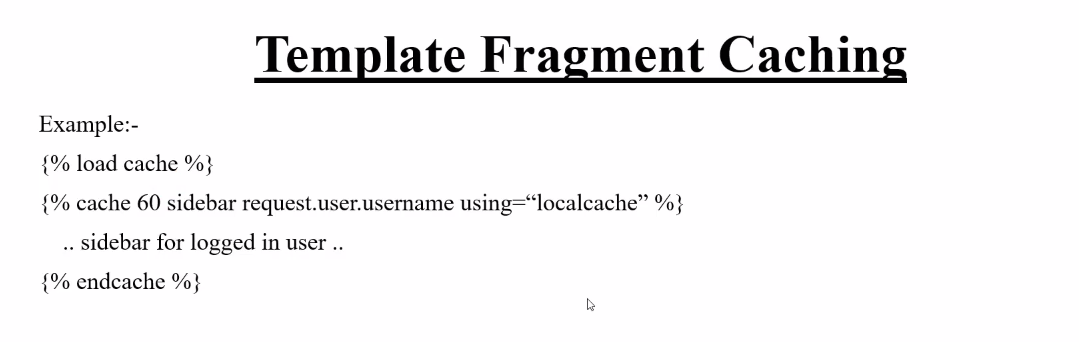 Template Fragment Caching
Example:-
{% load cache %}
{% cache 60 sidebar request.user.username using=“localcache” %}
.. sidebar for logged in user ..
{% endcache %}